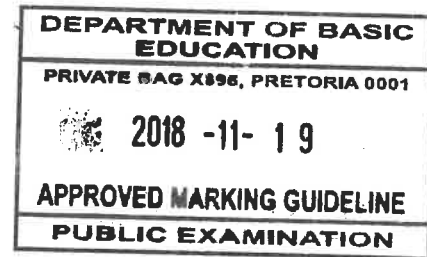 DEPARTMENT OF BASIC
EDUCATION
PRIVATE BAG X895, PRETORIA 0001
2018 -11- 19
APPROVED MARKING GUIDELINE
PUBLIC EXAMINATION